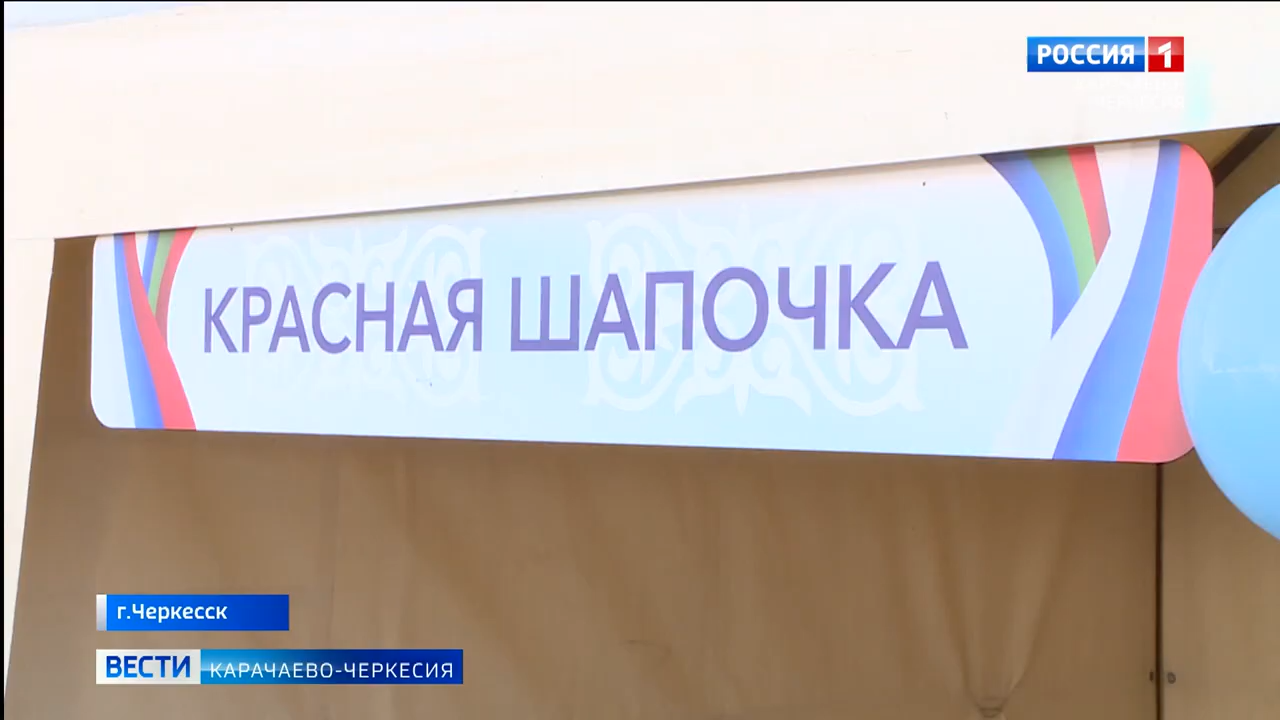 РОССИЯ 1
КРАСНАЯ ШАПОЧКА
г.Черкесск
ВЕСТИ КАРАЧАЕВО-ЧЕРКЕСИЯ